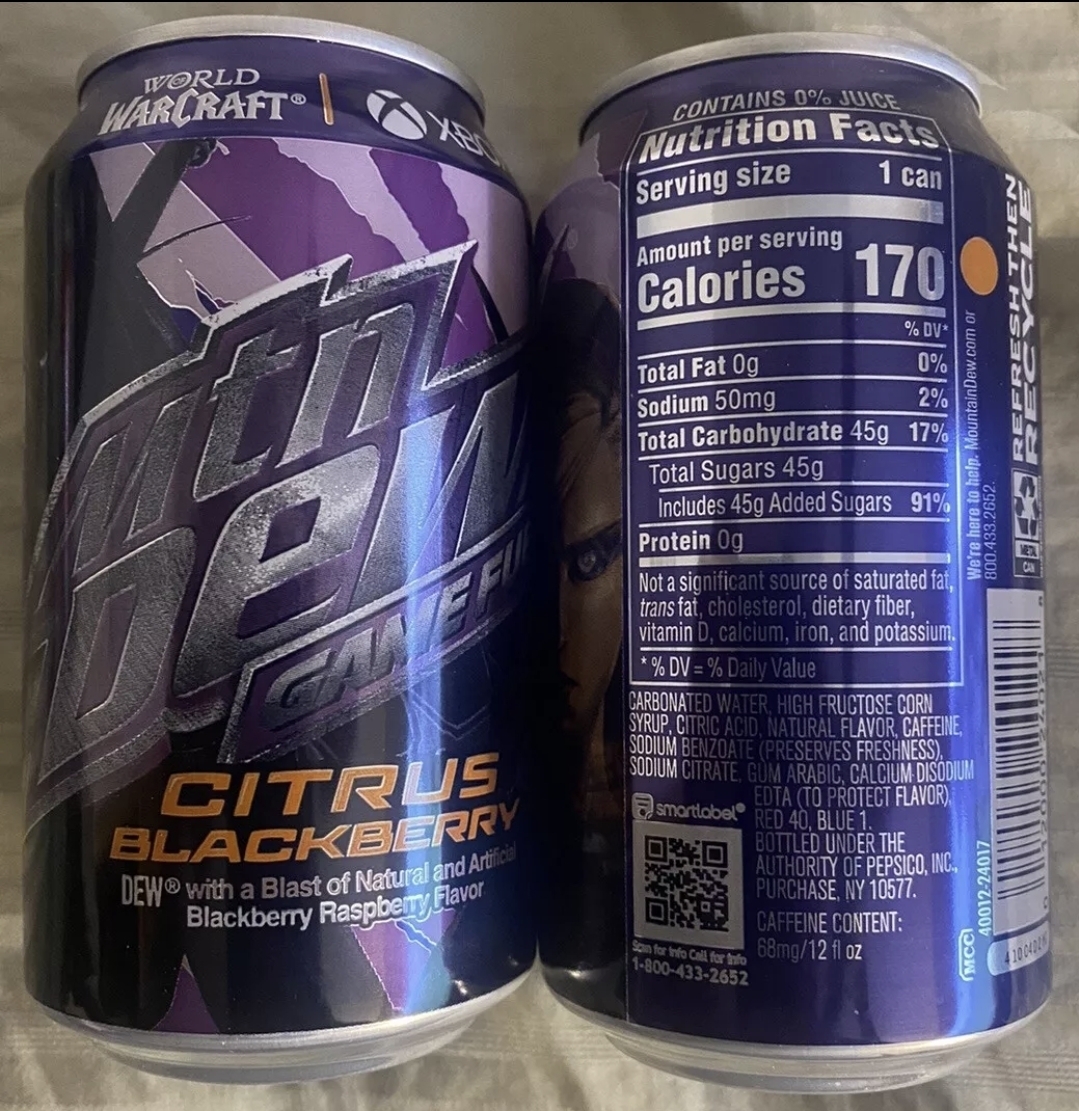 WORLD OF
WARCRAFT®
Mtn
Dew
CITRUS
BLACKBERRY
DEW® with a Blast of Natural and Artificial
Blackberry Raspberry Flavor
CONTAINS 0% JUICE
Nutrition Facts
Serving size 1 can
Amount per serving
Calories 170
% DV*
Total Fat 0g 0%
Sodium 50mg 2%
Total Carbohydrate 45g 17%
Total Sugars 45g
Includes 45g Added Sugars 91%
Protein 0g
Not a significant source of saturated fat,
trans fat, cholesterol, dietary fiber,
vitamin D, calcium, iron, and potassium.
* % DV = % Daily Value
CARBONATED WATER, HIGH FRUCTOSE CORN
SYRUP, CITRIC ACID, NATURAL FLAVOR, CAFFEINE,
SODIUM BENZOATE (PRESERVES FRESHNESS),
SODIUM CITRATE, GUM ARABIC, CALCIUM DISODIUM
EDTA (TO PROTECT FLAVOR),
RED 40, BLUE 1.
BOTTLED UNDER THE
AUTHORITY OF PEPSICO, INC.,
PURCHASE, NY 10577.
CAFFEINE CONTENT:
68mg/12 fl oz
smartlabel®
Scan for info Call for info
1-800-433-2652
We're here to help. MountainDew.com or
800.433.2652.
REFRESH THEN
RECYCLE
METAL
CAN
40012-24017
MCC